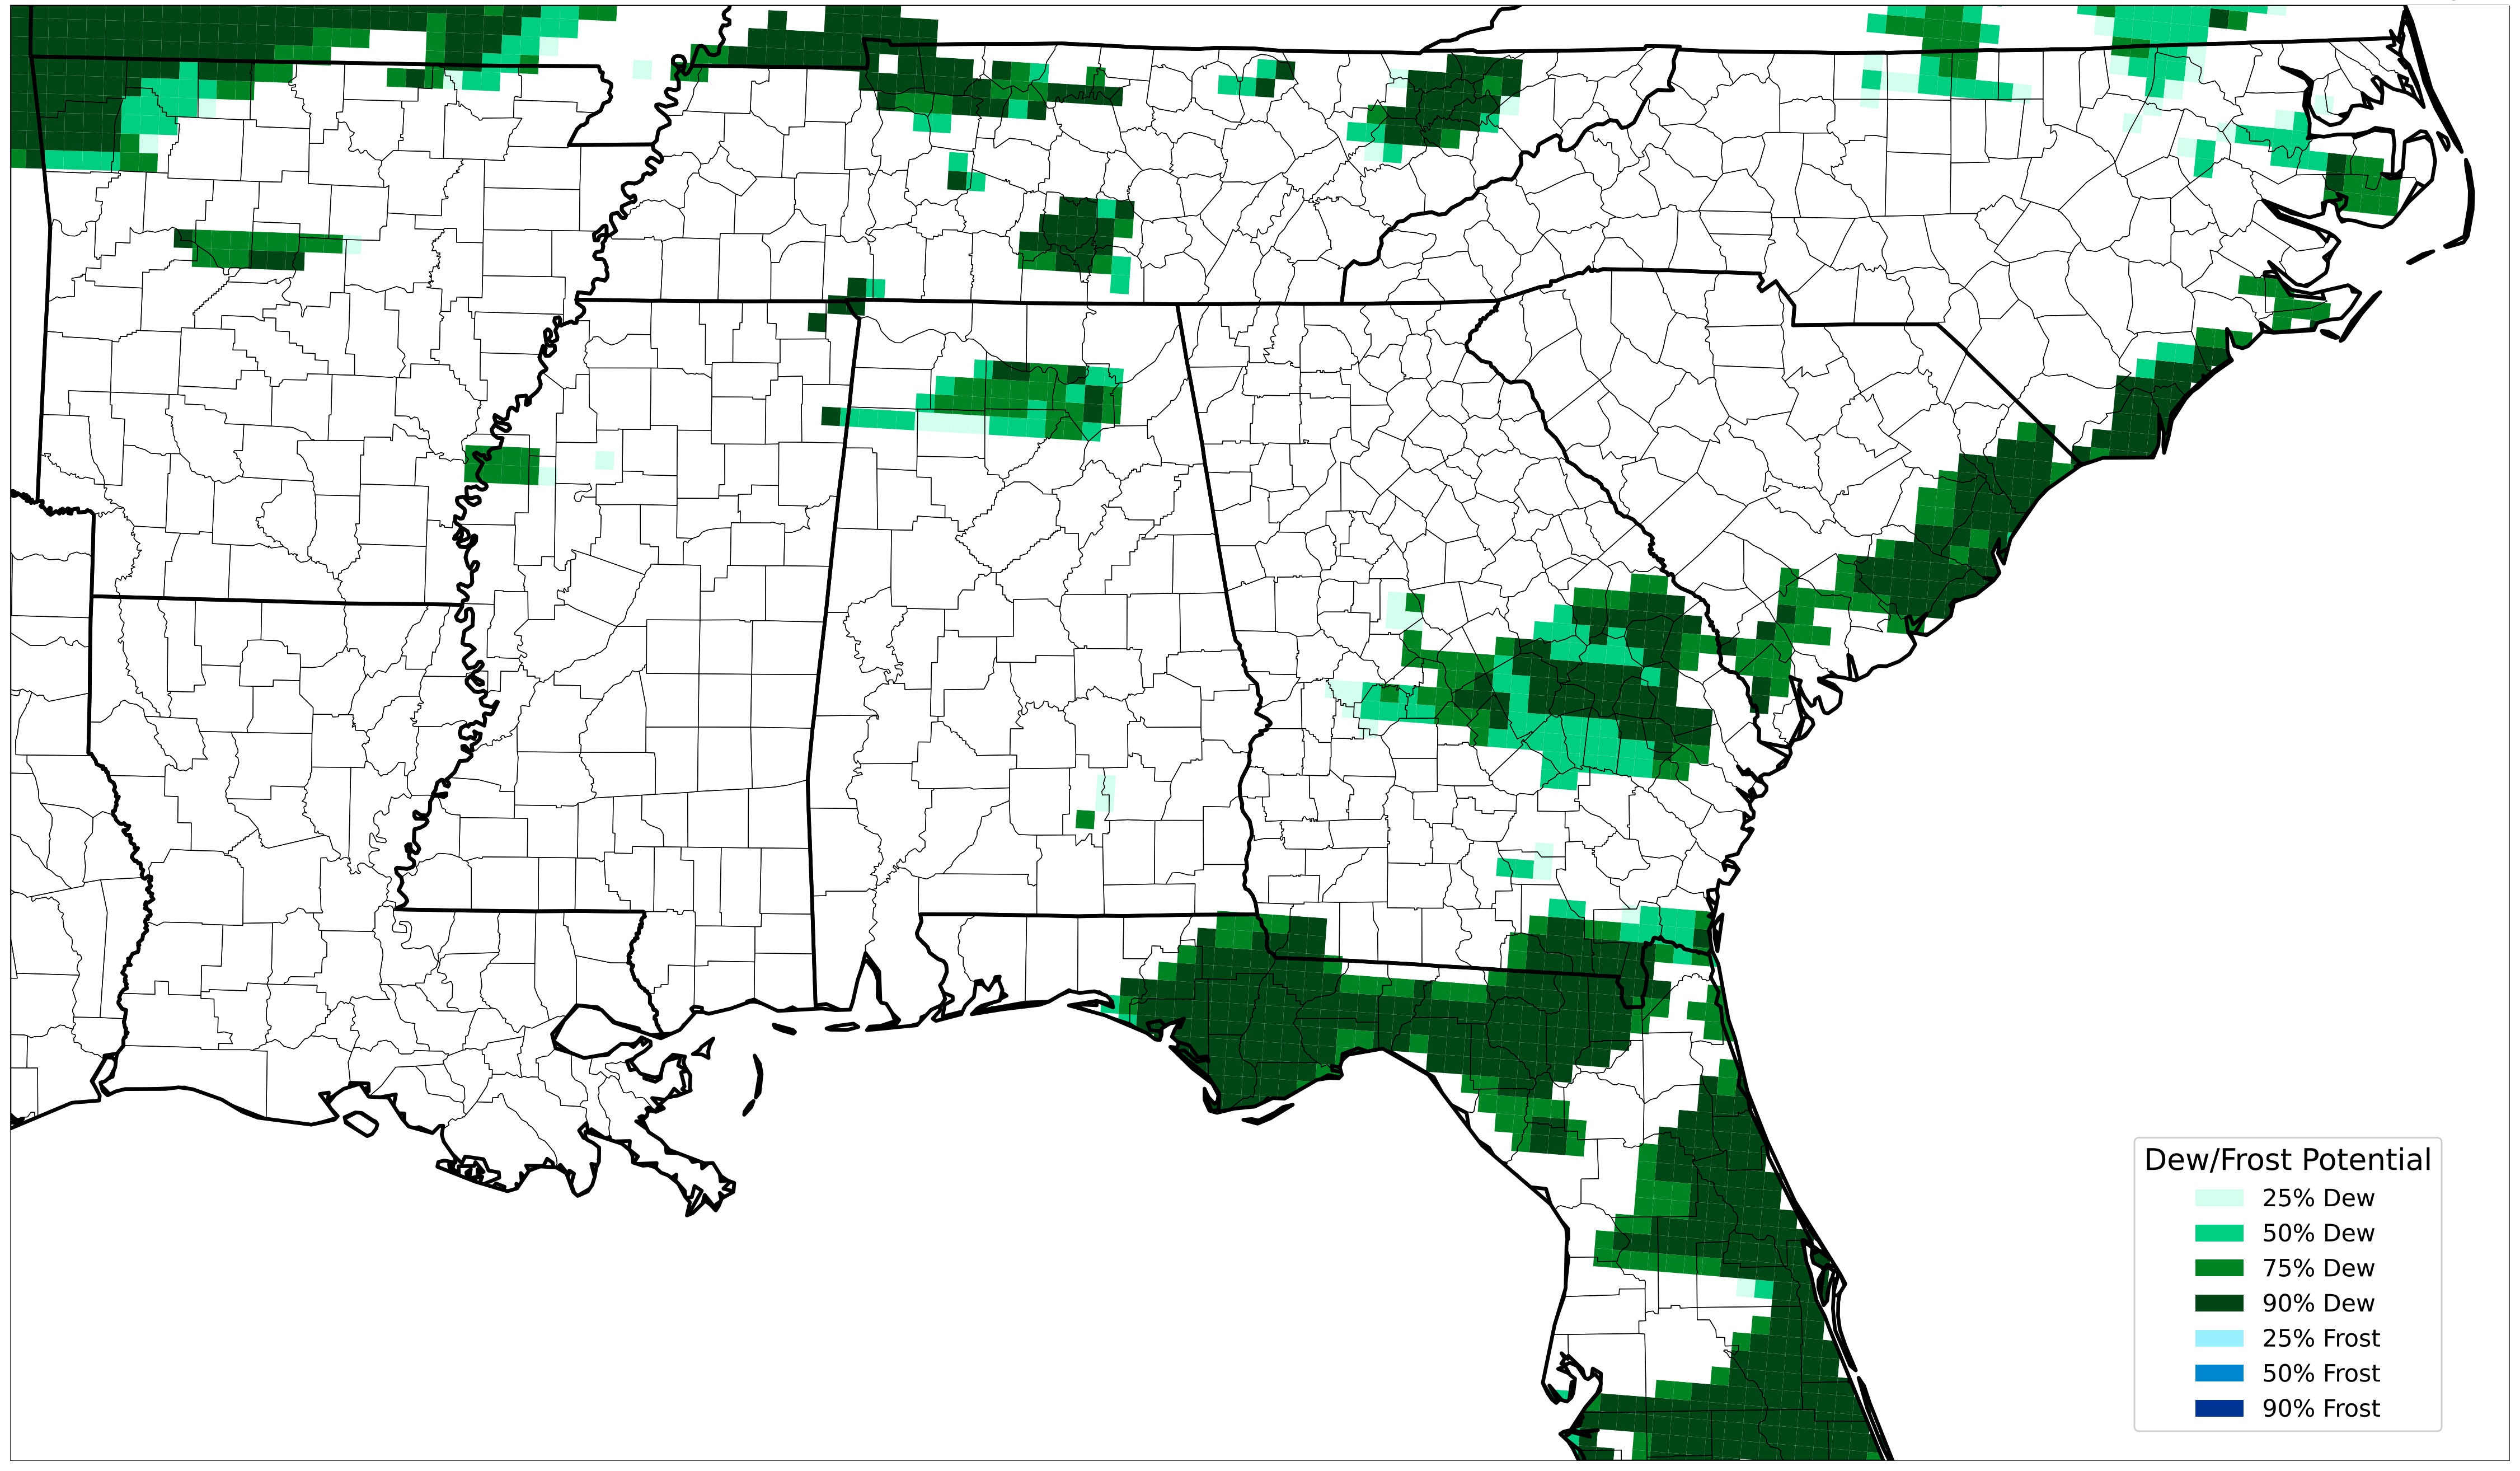 Dew/Frost Potential
25% Dew
50% Dew
75% Dew
90% Dew
25% Frost
50% Frost
90% Frost